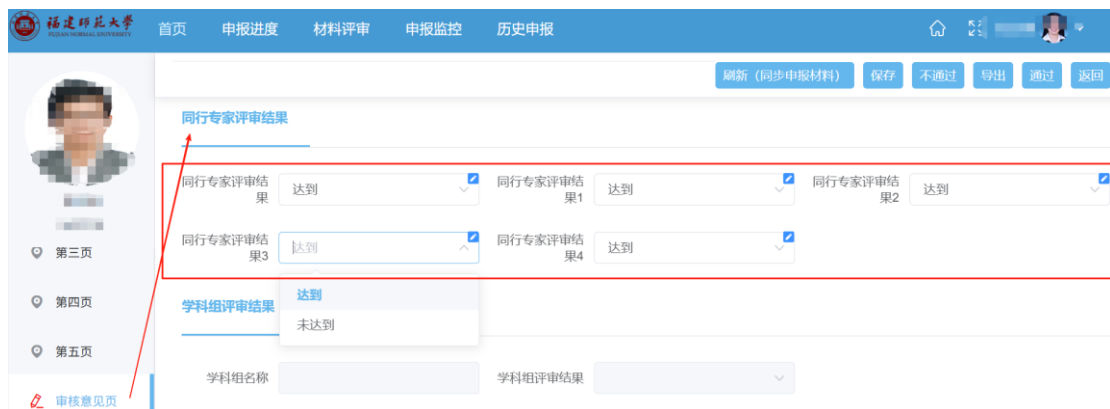 福建师范大学 首页 申报进度 材料评审 申报监控 历史申报
FUJIAN NORMAL UNIVERSITY
刷新（同步申报材料） 保存 不通过 导出 通过 返回
同行专家评审结果
同行专家评审结果 达到 同行专家评审结果1 达到 同行专家评审结果2 达到
同行专家评审结果3 达到 同行专家评审结果4 达到
达到
未达到
第三页
第四页
第五页
审核意见页
学科组评审结果
学科组名称 学科组评审结果